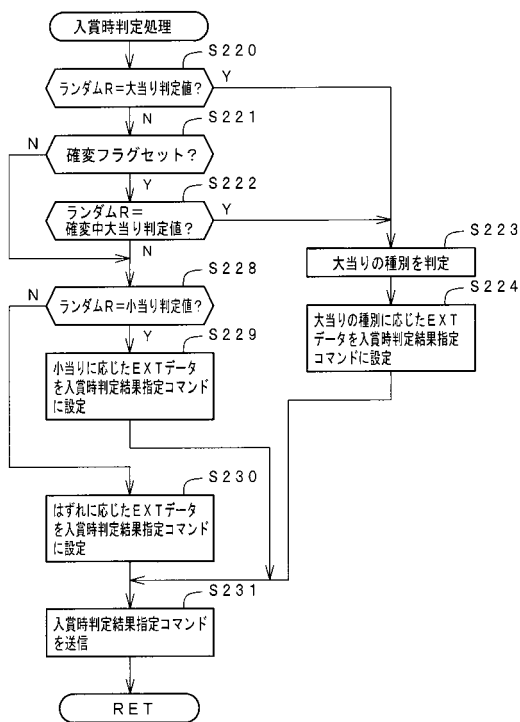 入賞時判定処理
S220
ランダムR=大当り判定値?
Y
N
S221
確変フラグセット?
N
Y
S222
ランダムR=
確変中大当り判定値?
Y
N
S223
大当りの種別を判定
S224
大当りの種別に応じたEXT
データを入賞時判定結果指定
コマンドに設定
S228
ランダムR=小当り判定値?
N
Y
S229
小当りに応じたEXTデータ
を入賞時判定結果指定コマンド
に設定
S230
はずれに応じたEXTデータ
を入賞時判定結果指定コマンド
に設定
S231
入賞時判定結果指定コマンド
を送信
RET